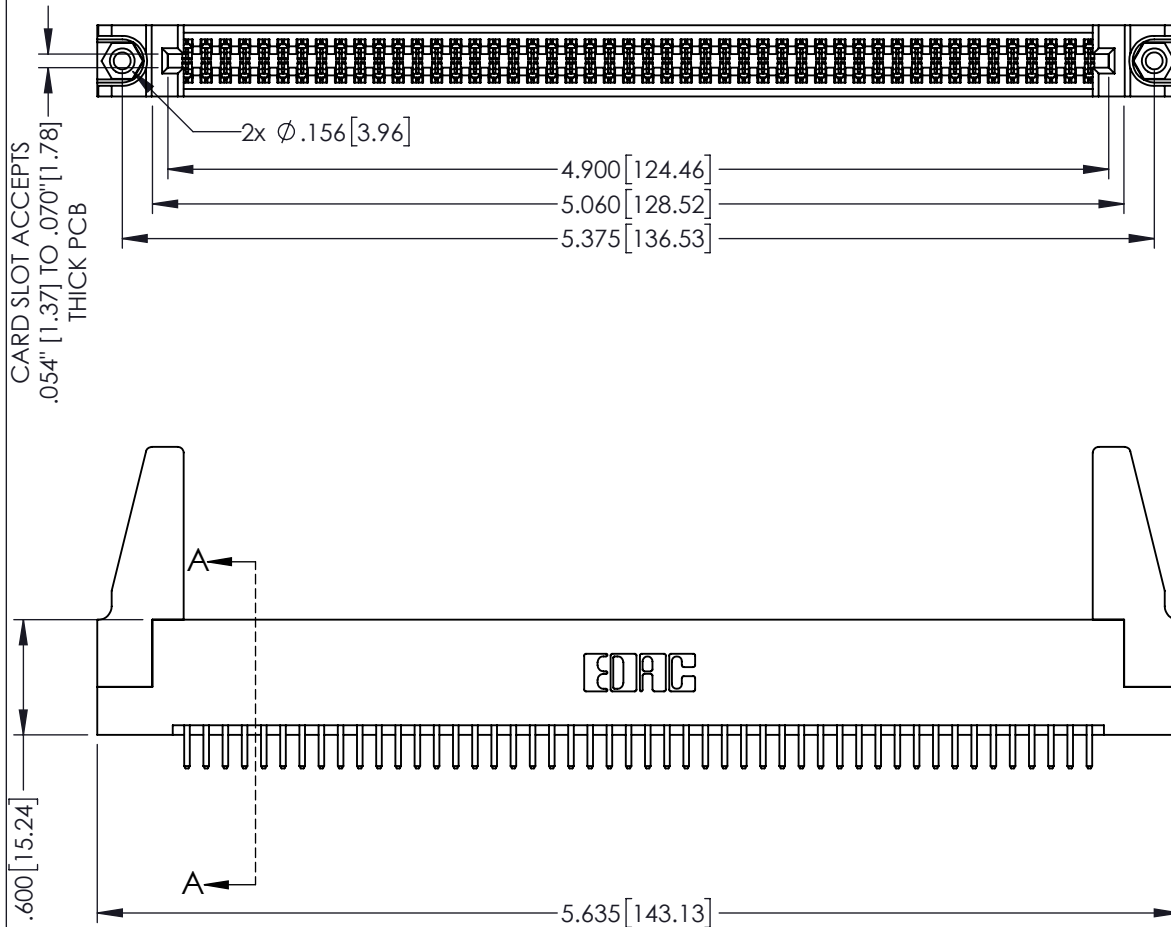 2x Ø.156[3.96]
4.900[124.46]
5.060[128.52]
5.375[136.53]
CARD SLOT ACCEPTS
.054" [1.37] TO .070"[1.78]
THICK PCB
A
EDAC
A
.600[15.24]
5.635[143.13]